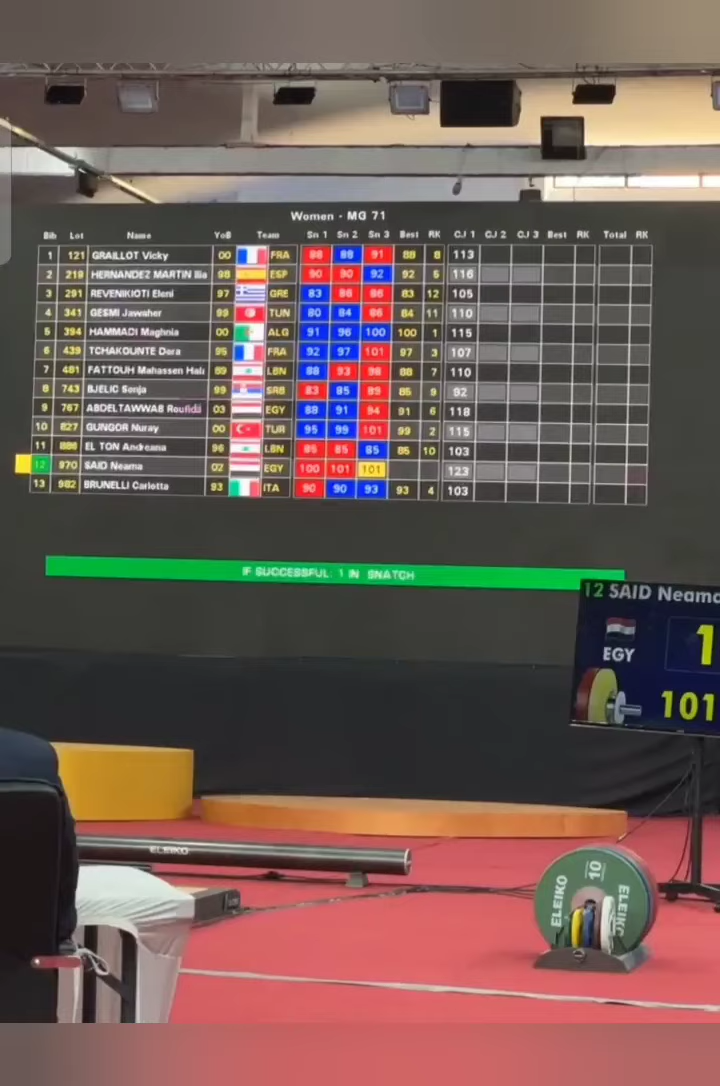 Women - MG 71
Bib Lot Name YoB Team Sn 1 Sn 2 Sn 3 Best RK CJ 1 CJ 2 CJ 3 Best RK Total RK
1 121 GRAILLOT Vicky 00 FRA 88 88 91 88 8 113
2 219 HERNANDEZ MARTIN Ilia 98 ESP 90 90 92 92 5 116
3 291 REVENIKIOTI Eleni 97 GRE 83 86 86 83 12 105
4 341 GESMI Jawaher 99 TUN 80 84 86 84 11 110
5 394 HAMMADI Maghnia 00 ALG 91 96 100 100 1 115
6 439 TCHAKOUNTE Dora 95 FRA 92 97 101 97 3 107
7 481 FATTOUH Mahassen Hala 89 LBN 88 93 98 88 7 110
8 743 BJELIC Sonja 99 SRB 83 85 89 85 9 92
9 767 ABDELTAWWAB Roufida 03 EGY 88 91 94 91 6 118
10 827 GUNGOR Nuray 00 TUR 95 99 101 99 2 115
11 886 EL TON Andreana 96 LBN 85 85 85 85 10 103
12 970 SAID Neama 02 EGY 100 101 101 123
13 982 BRUNELLI Carlotta 93 ITA 90 90 93 93 4 103
IF SUCCESSFUL: 1 IN SNATCH
12 SAID Neama
EGY
1
101
ELEIKO
ELEIKO
10
ELEIKO